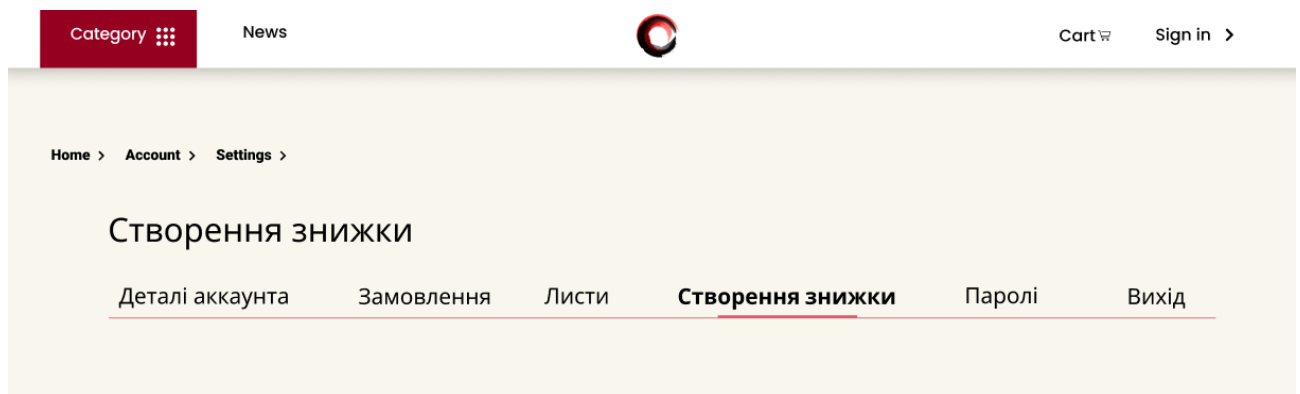 Category News Cart Sign in >
Home > Account > Settings >
Створення знижки
Деталі аккаунта Замовлення Листи Створення знижки Паролі Вихід